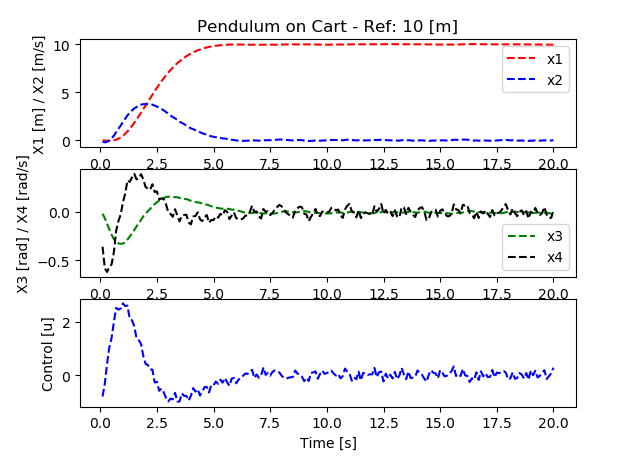 Pendulum on Cart - Ref: 10 [m]
X1 [m] / X2 [m/s]
10
5
0
x1
x2
0.0 2.5 5.0 7.5 10.0 12.5 15.0 17.5 20.0
X3 [rad] / X4 [rad/s]
0.0
−0.5
x3
x4
0.0 2.5 5.0 7.5 10.0 12.5 15.0 17.5 20.0
Control [u]
2
0
0.0 2.5 5.0 7.5 10.0 12.5 15.0 17.5 20.0
Time [s]